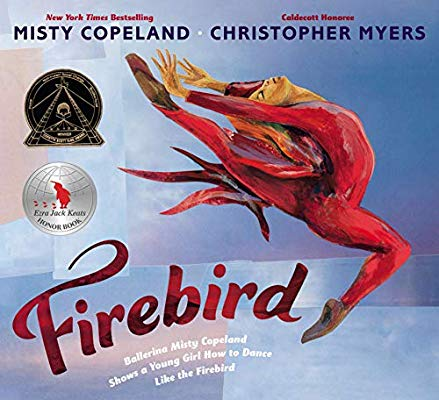 New York Times Bestselling
Caldecott Honoree
MISTY COPELAND · CHRISTOPHER MYERS
WINNER
Ezra Jack Keats
HONOR BOOK
Firebird
Ballerina Misty Copeland
Shows a Young Girl How to Dance
Like the Firebird